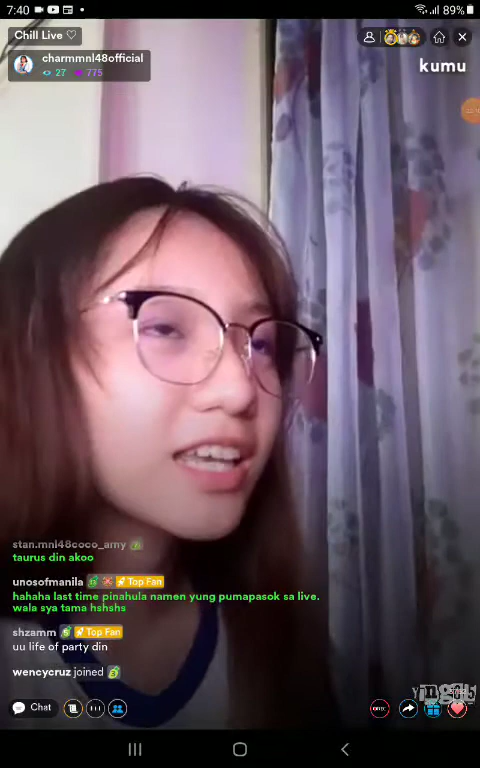 7:40
89%
Chill Live ♡
charmmnl48official
27 775
kumu
stan.mnl48coco_amy
taurus din akoo
unosofmanila Top Fan
hahaha last time pinahula namen yung pumapasok sa live.
wala sya tama hshshs
shzamm Top Fan
uu life of party din
wencycruz joined
Chat